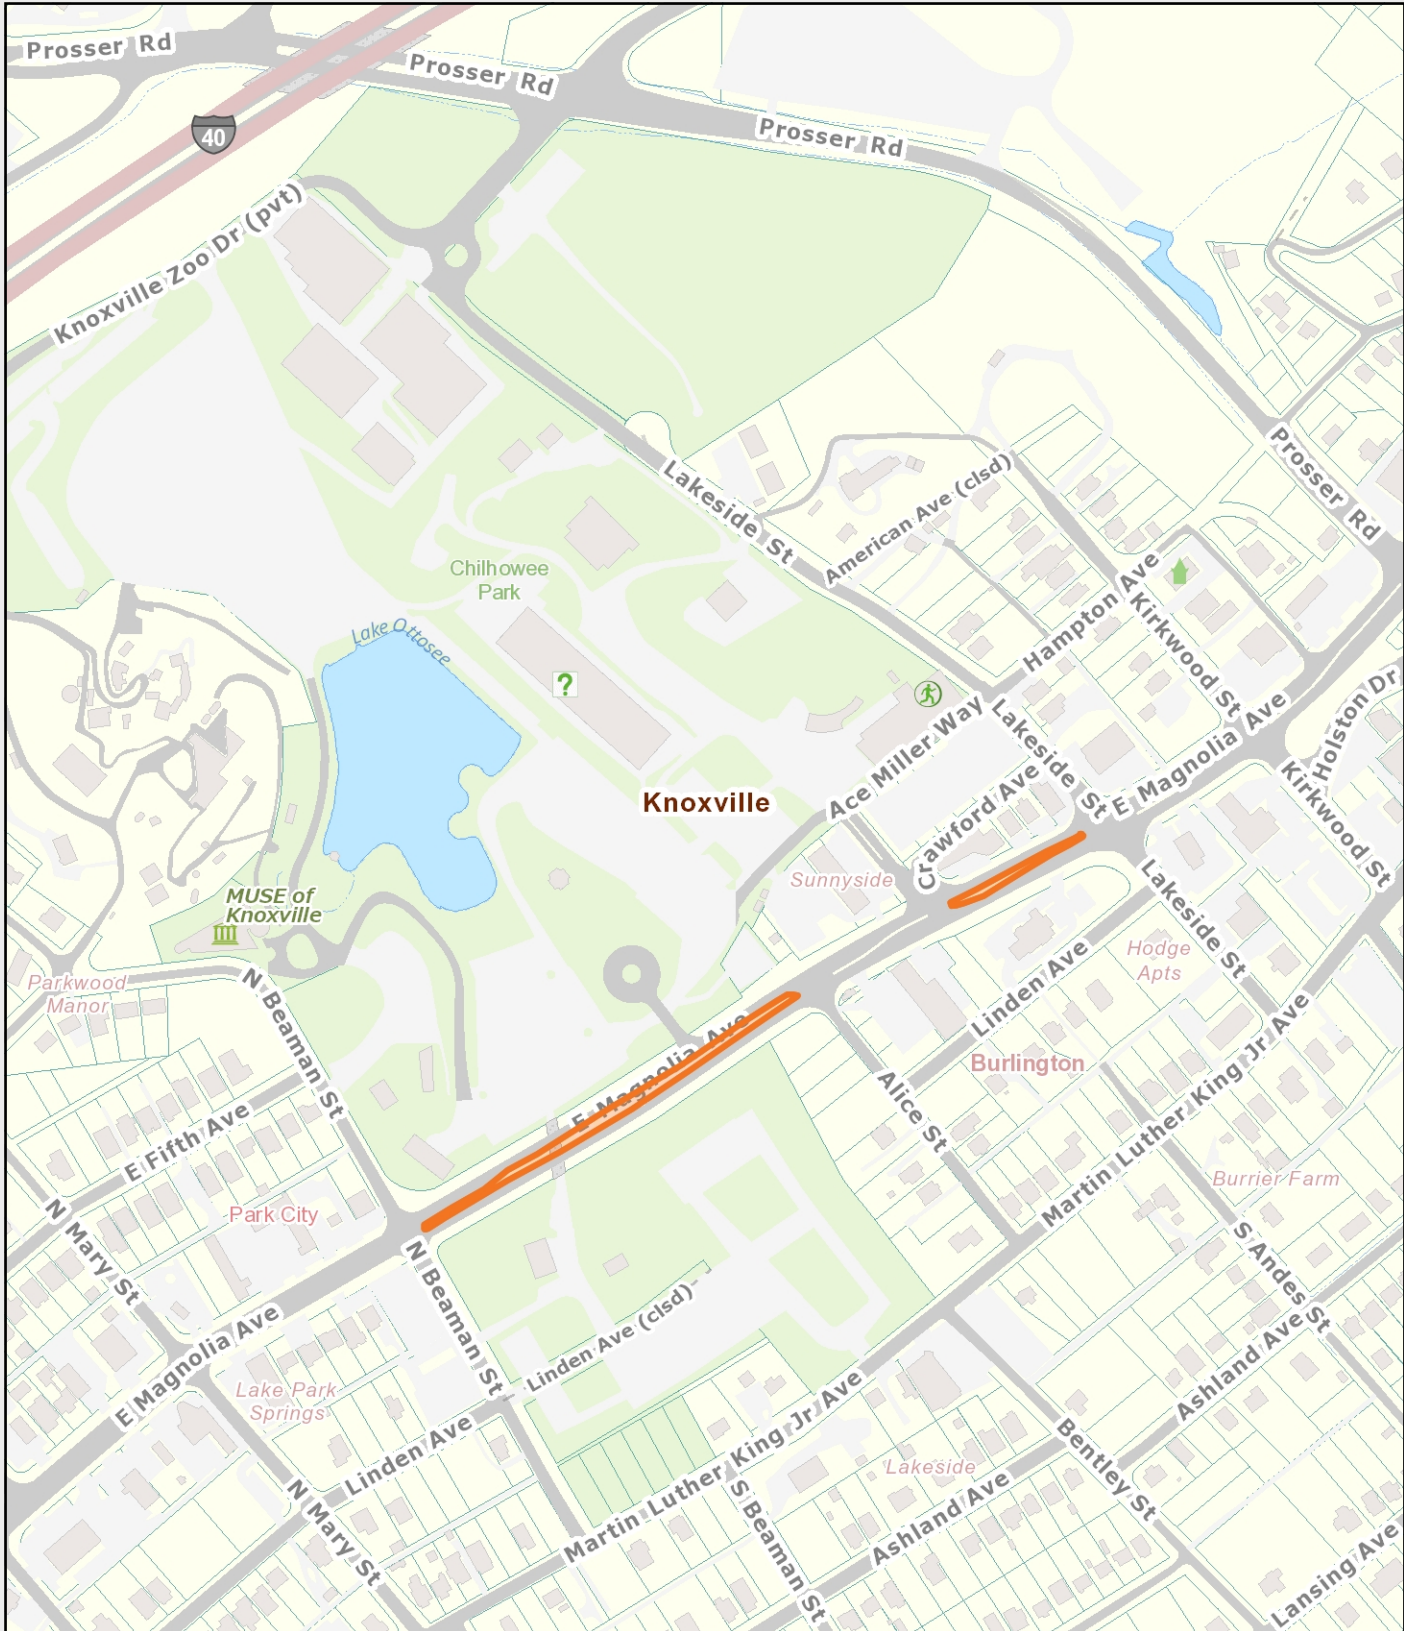 Prosser Rd
Prosser Rd
40
Prosser Rd
Knoxville Zoo Dr (pvt)
Prosser Rd
Lakeside St
American Ave (clsd)
Chilhowee
Park
Hampton Ave
Kirkwood St
Lake Ottosee
?
Holston Dr
Ace Miller Way
Lakeside St
E Magnolia Ave
Knoxville
Crawford Ave
Kirkwood St
Sunnyside
MUSE of
Knoxville
Lakeside St
Hodge
Apts
Parkwood
Manor
Linden Ave
N Beaman St
E Magnolia Ave
Burlington
Alice St
Martin Luther King Jr Ave
E Fifth Ave
Burrier Farm
Park City
N Mary St
S Andes St
N Beaman St
Linden Ave (clsd)
E Magnolia Ave
Ashland Ave
Lake Park
Springs
Linden Ave
Martin Luther King Jr Ave
Bentley St
Lakeside
N Mary St
S Beaman St
Ashland Ave
Lansing Ave